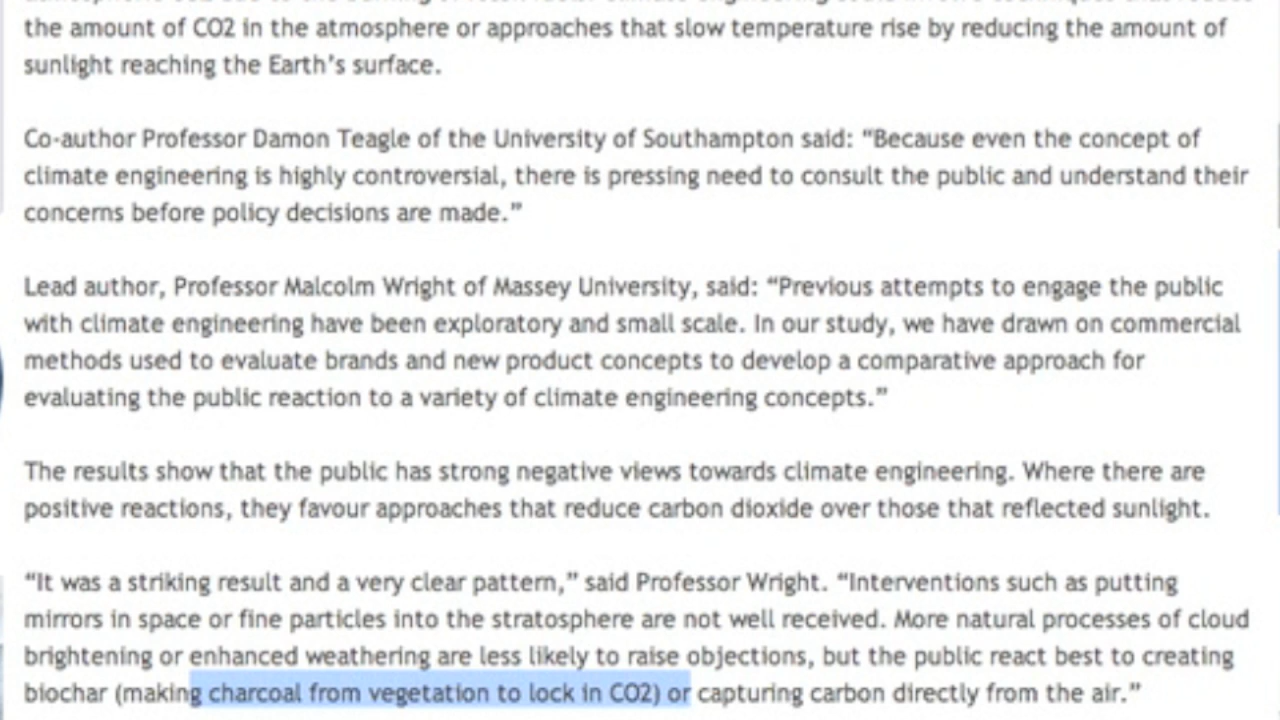 the amount of CO2 in the atmosphere or approaches that slow temperature rise by reducing the amount of
sunlight reaching the Earth's surface.
Co-author Professor Damon Teagle of the University of Southampton said: “Because even the concept of
climate engineering is highly controversial, there is pressing need to consult the public and understand their
concerns before policy decisions are made.”
Lead author, Professor Malcolm Wright of Massey University, said: “Previous attempts to engage the public
with climate engineering have been exploratory and small scale. In our study, we have drawn on commercial
methods used to evaluate brands and new product concepts to develop a comparative approach for
evaluating the public reaction to a variety of climate engineering concepts.”
The results show that the public has strong negative views towards climate engineering. Where there are
positive reactions, they favour approaches that reduce carbon dioxide over those that reflected sunlight.
“It was a striking result and a very clear pattern,” said Professor Wright. “Interventions such as putting
mirrors in space or fine particles into the stratosphere are not well received. More natural processes of cloud
brightening or enhanced weathering are less likely to raise objections, but the public react best to creating
biochar (making charcoal from vegetation to lock in CO2) or capturing carbon directly from the air.”